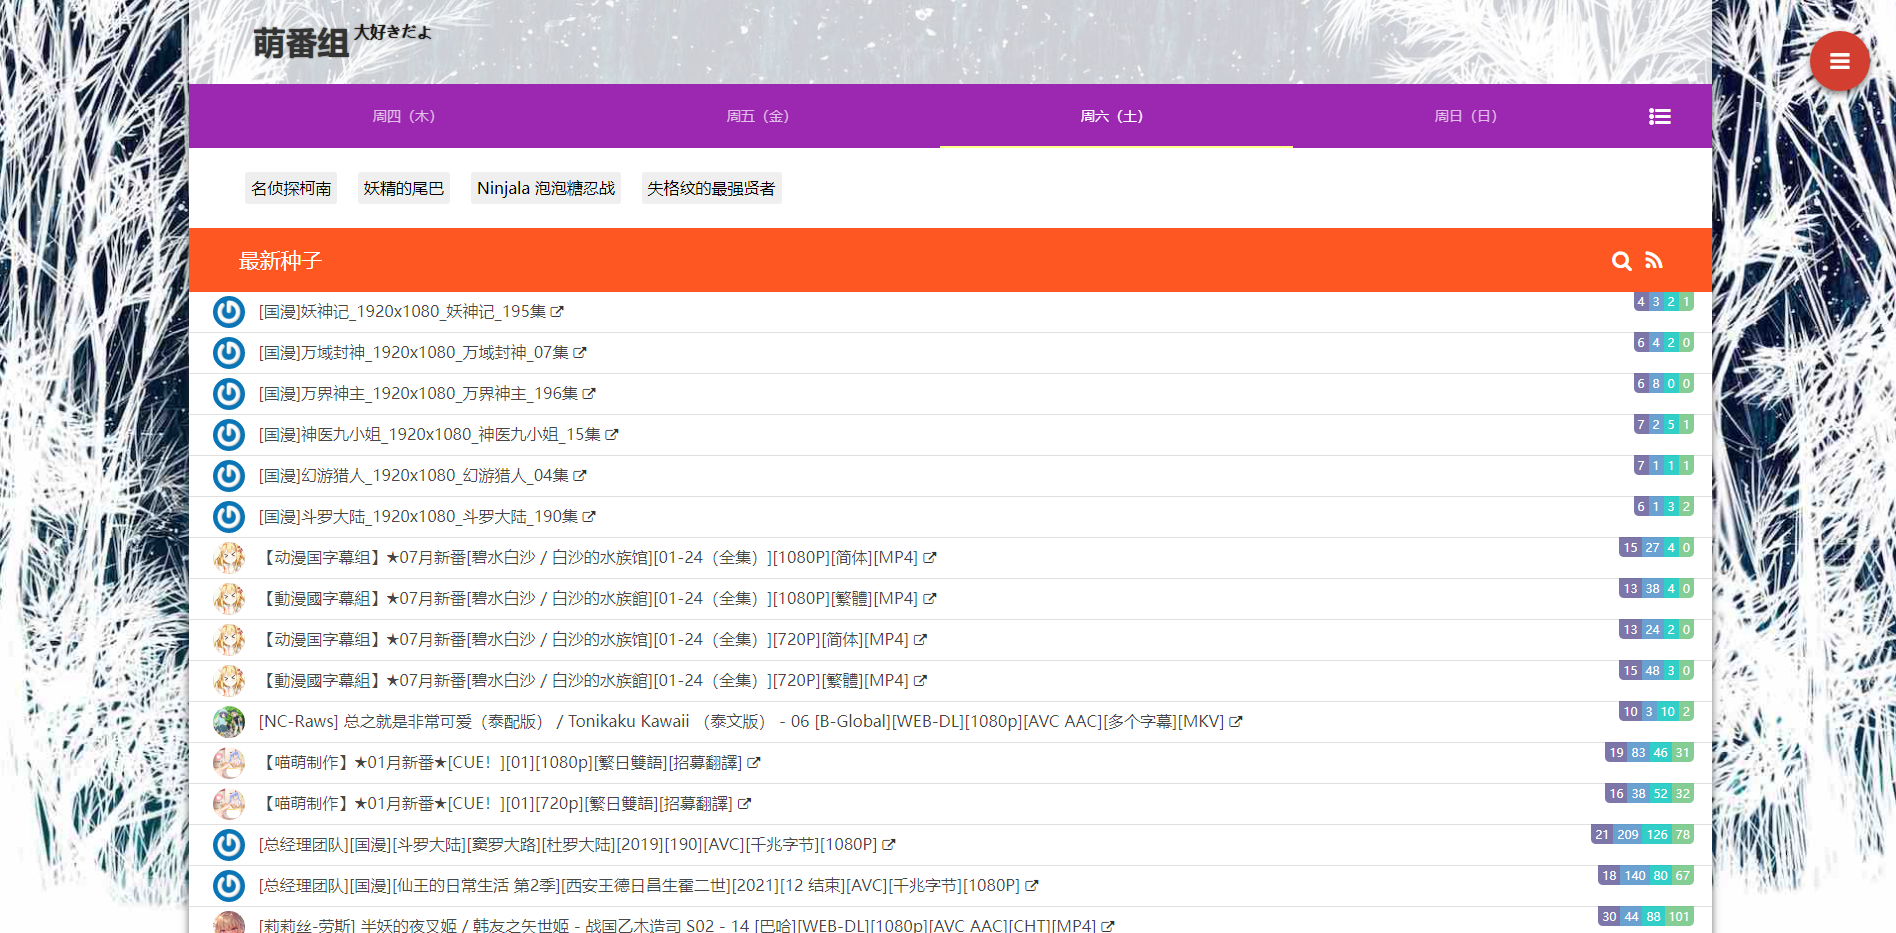 萌番组 大好きだよ
周四（木） 周五（金） 周六（土） 周日（日）
名侦探柯南 妖精的尾巴 Ninjala 泡泡糖忍战 失格纹的最强贤者
最新种子
[国漫]妖神记_1920x1080_妖神记_195集 4 3 2 1
[国漫]万域封神_1920x1080_万域封神_07集 6 4 2 0
[国漫]万界神主_1920x1080_万界神主_196集 6 8 0 0
[国漫]神医九小姐_1920x1080_神医九小姐_15集 7 2 5 1
[国漫]幻游猎人_1920x1080_幻游猎人_04集 7 1 1 1
[国漫]斗罗大陆_1920x1080_斗罗大陆_190集 6 1 3 2
【动漫国字幕组】★07月新番[碧水白沙 / 白沙的水族馆][01-24（全集）][1080P][简体][MP4] 15 27 4 0
【動漫國字幕組】★07月新番[碧水白沙 / 白沙的水族館][01-24（全集）][1080P][繁體][MP4] 13 38 4 0
【动漫国字幕组】★07月新番[碧水白沙 / 白沙的水族馆][01-24（全集）][720P][简体][MP4] 13 24 2 0
【動漫國字幕組】★07月新番[碧水白沙 / 白沙的水族館][01-24（全集）][720P][繁體][MP4] 15 48 3 0
[NC-Raws] 总之就是非常可爱（泰配版） / Tonikaku Kawaii （泰文版） - 06 [B-Global][WEB-DL][1080p][AVC AAC][多个字幕][MKV] 10 3 10 2
【喵萌制作】★01月新番★[CUE！][01][1080p][繁日雙語][招募翻譯] 19 83 46 31
【喵萌制作】★01月新番★[CUE！][01][720p][繁日雙語][招募翻譯] 16 38 52 32
[总经理团队][国漫][斗罗大陆][窦罗大路][杜罗大陆][2019][190][AVC][千兆字节][1080P] 21 209 126 78
[总经理团队][国漫][仙王的日常生活 第2季][西安王德日昌生霍二世][2021][12 结束][AVC][千兆字节][1080P] 18 140 80 67
[莉莉丝-劳斯] 半妖的夜叉姬 / 韩友之矢世姬 - 战国乙木造司 S02 - 14 [巴哈][WEB-DL][1080p][AVC AAC][CHT][MP4] 30 44 88 101